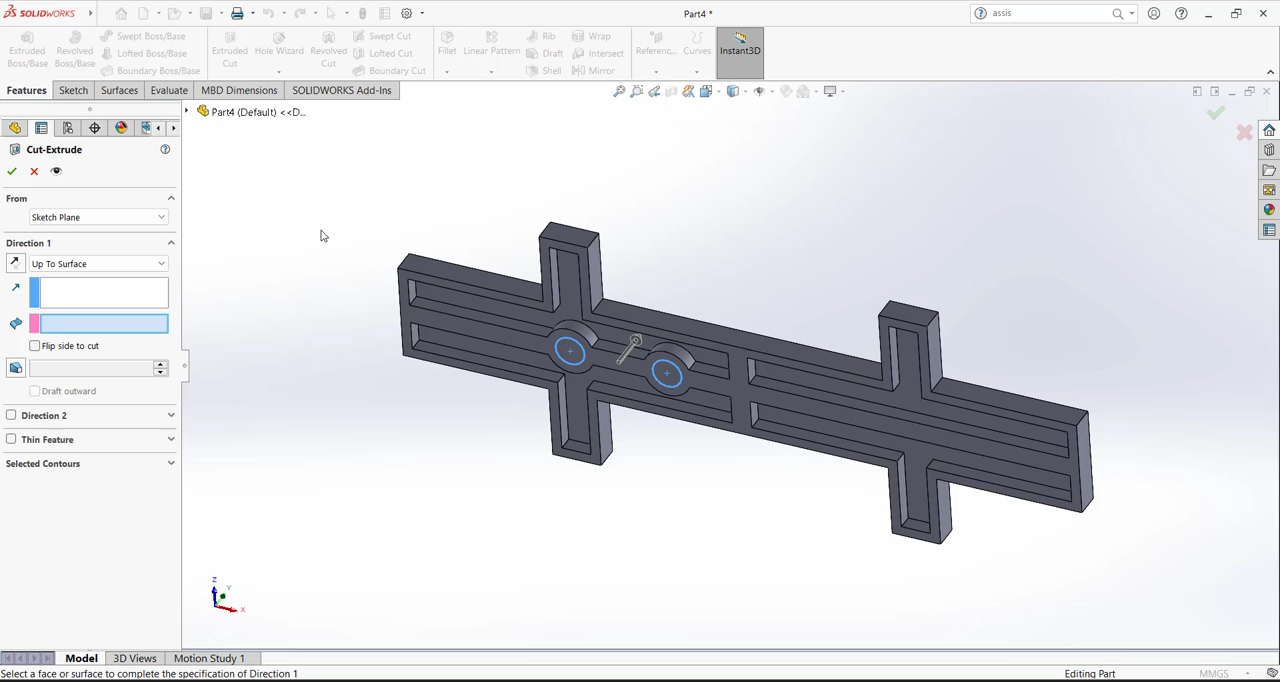 SOLIDWORKS
Part4 *
assis
Extruded Boss/Base
Revolved Boss/Base
Swept Boss/Base
Lofted Boss/Base
Boundary Boss/Base
Extruded Cut
Hole Wizard
Revolved Cut
Swept Cut
Lofted Cut
Boundary Cut
Fillet
Linear Pattern
Rib
Draft
Shell
Wrap
Intersect
Mirror
Referenc...
Curves
Instant3D
Features
Sketch
Surfaces
Evaluate
MBD Dimensions
SOLIDWORKS Add-Ins
Part4 (Default) <<D...
Cut-Extrude
From
Sketch Plane
Direction 1
Up To Surface
Flip side to cut
Draft outward
Direction 2
Thin Feature
Selected Contours
Z
Y
X
Model
3D Views
Motion Study 1
Select a face or surface to complete the specification of Direction 1
Editing Part
MMGS